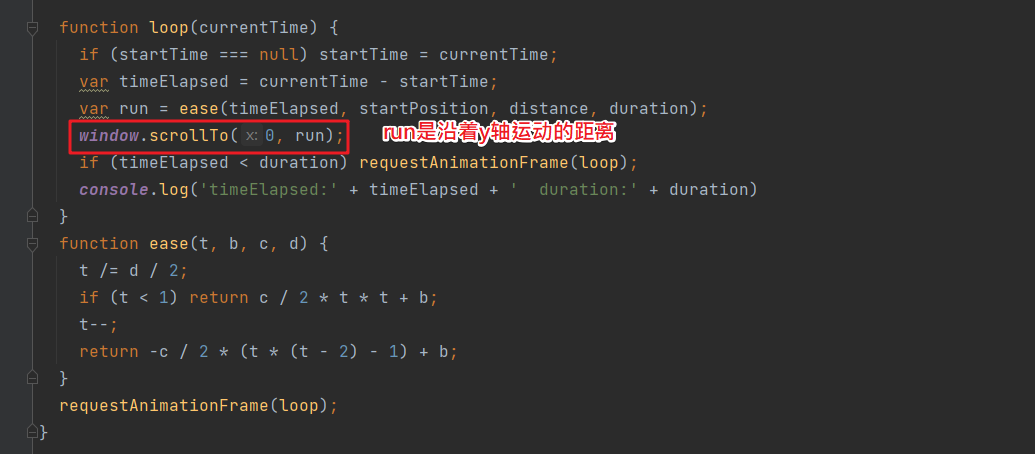 function loop(currentTime) {
if (startTime === null) startTime = currentTime;
var timeElapsed = currentTime - startTime;
var run = ease(timeElapsed, startPosition, distance, duration);
window.scrollTo( x: 0, run); run是沿着y轴运动的距离
if (timeElapsed < duration) requestAnimationFrame(loop);
console.log('timeElapsed:' + timeElapsed + '  duration:' + duration)
}
function ease(t, b, c, d) {
t /= d / 2;
if (t < 1) return c / 2 * t * t + b;
t--;
return -c / 2 * (t * (t - 2) - 1) + b;
}
requestAnimationFrame(loop);
}